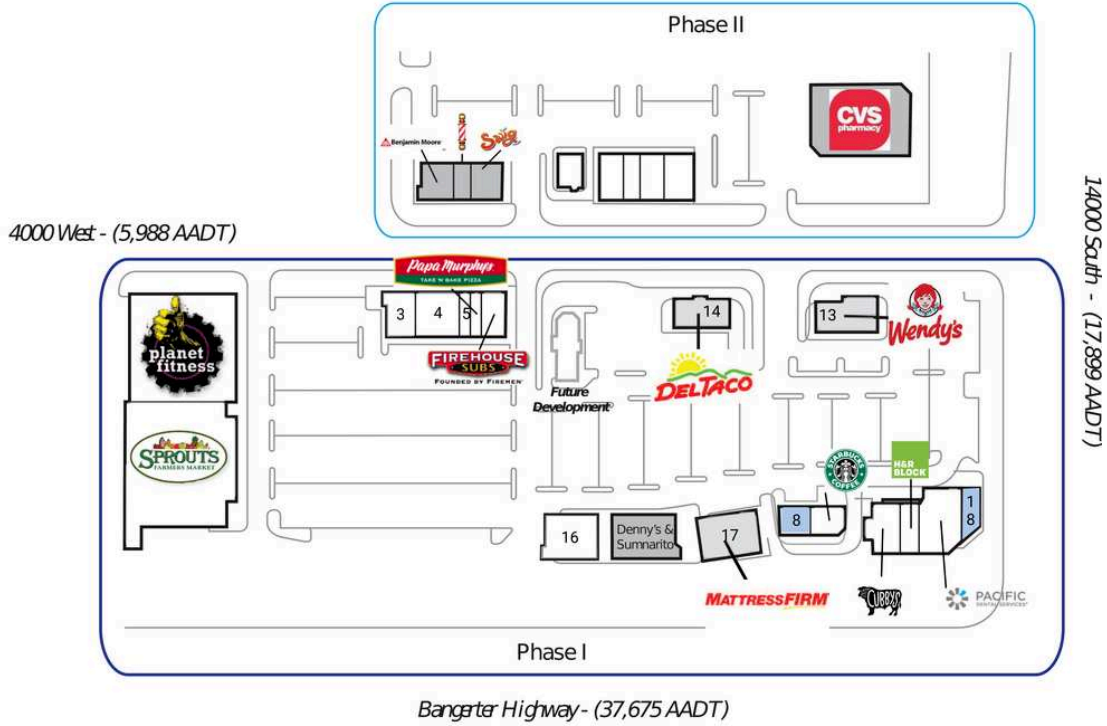 Phase II
CVS
pharmacy
Benjamin Moore
Swig
4000 West - (5,988 AADT)
14000 South - (17,899 AADT)
Papa Murphy's
TAKE 'N' BAKE PIZZA
3
4
5
14
13
Wendy's
planet
fitness
FIREHOUSE
SUBS
FOUNDED BY FIREMEN
Future
Development
DEL TACO
SPROUTS
FARMERS MARKET
STARBUCKS
COFFEE
H&R
BLOCK
16
Denny's &
Sumnarito
17
8
1
8
MATTRESS FIRM
CUBBY'S
PACIFIC
DENTAL SERVICES
Phase I
Bangerter Highway - (37,675 AADT)